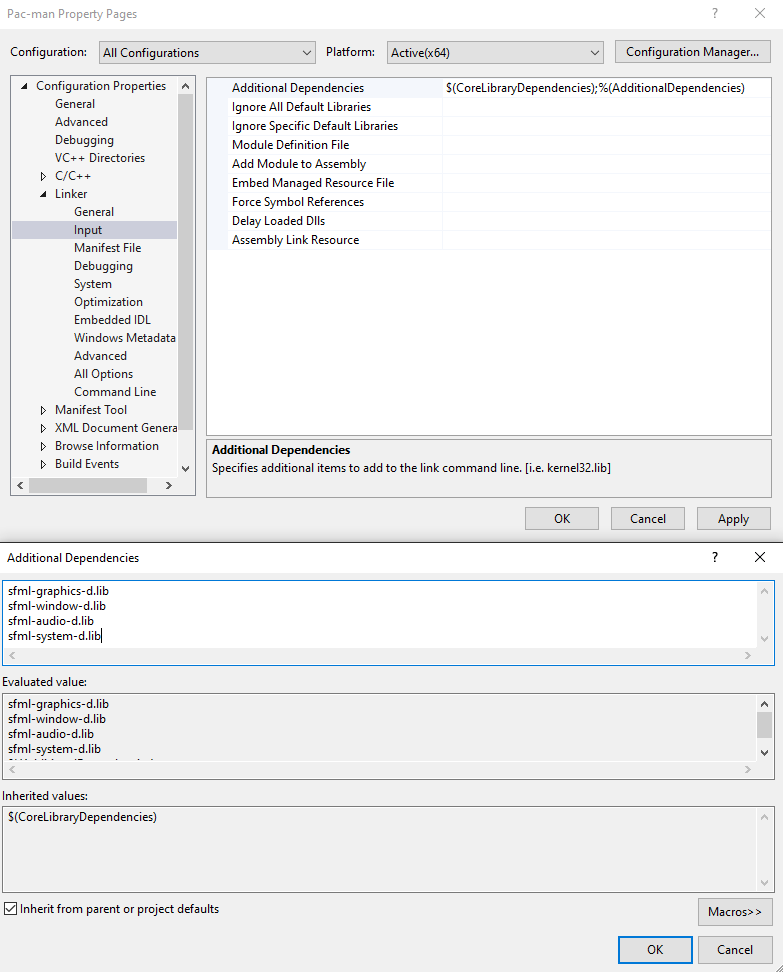 Pac-man Property Pages
Configuration: All Configurations Platform: Active(x64) Configuration Manager...
Configuration Properties
General
Advanced
Debugging
VC++ Directories
C/C++
Linker
General
Input
Manifest File
Debugging
System
Optimization
Embedded IDL
Windows Metadata
Advanced
All Options
Command Line
Manifest Tool
XML Document Genera
Browse Information
Build Events
Additional Dependencies $(CoreLibraryDependencies);%(AdditionalDependencies)
Ignore All Default Libraries
Ignore Specific Default Libraries
Module Definition File
Add Module to Assembly
Embed Managed Resource File
Force Symbol References
Delay Loaded Dlls
Assembly Link Resource
Additional Dependencies
Specifies additional items to add to the link command line. [i.e. kernel32.lib]
OK Cancel Apply
Additional Dependencies
sfml-graphics-d.lib
sfml-window-d.lib
sfml-audio-d.lib
sfml-system-d.lib
Evaluated value:
sfml-graphics-d.lib
sfml-window-d.lib
sfml-audio-d.lib
sfml-system-d.lib
Inherited values:
$(CoreLibraryDependencies)
Inherit from parent or project defaults
Macros>>
OK Cancel